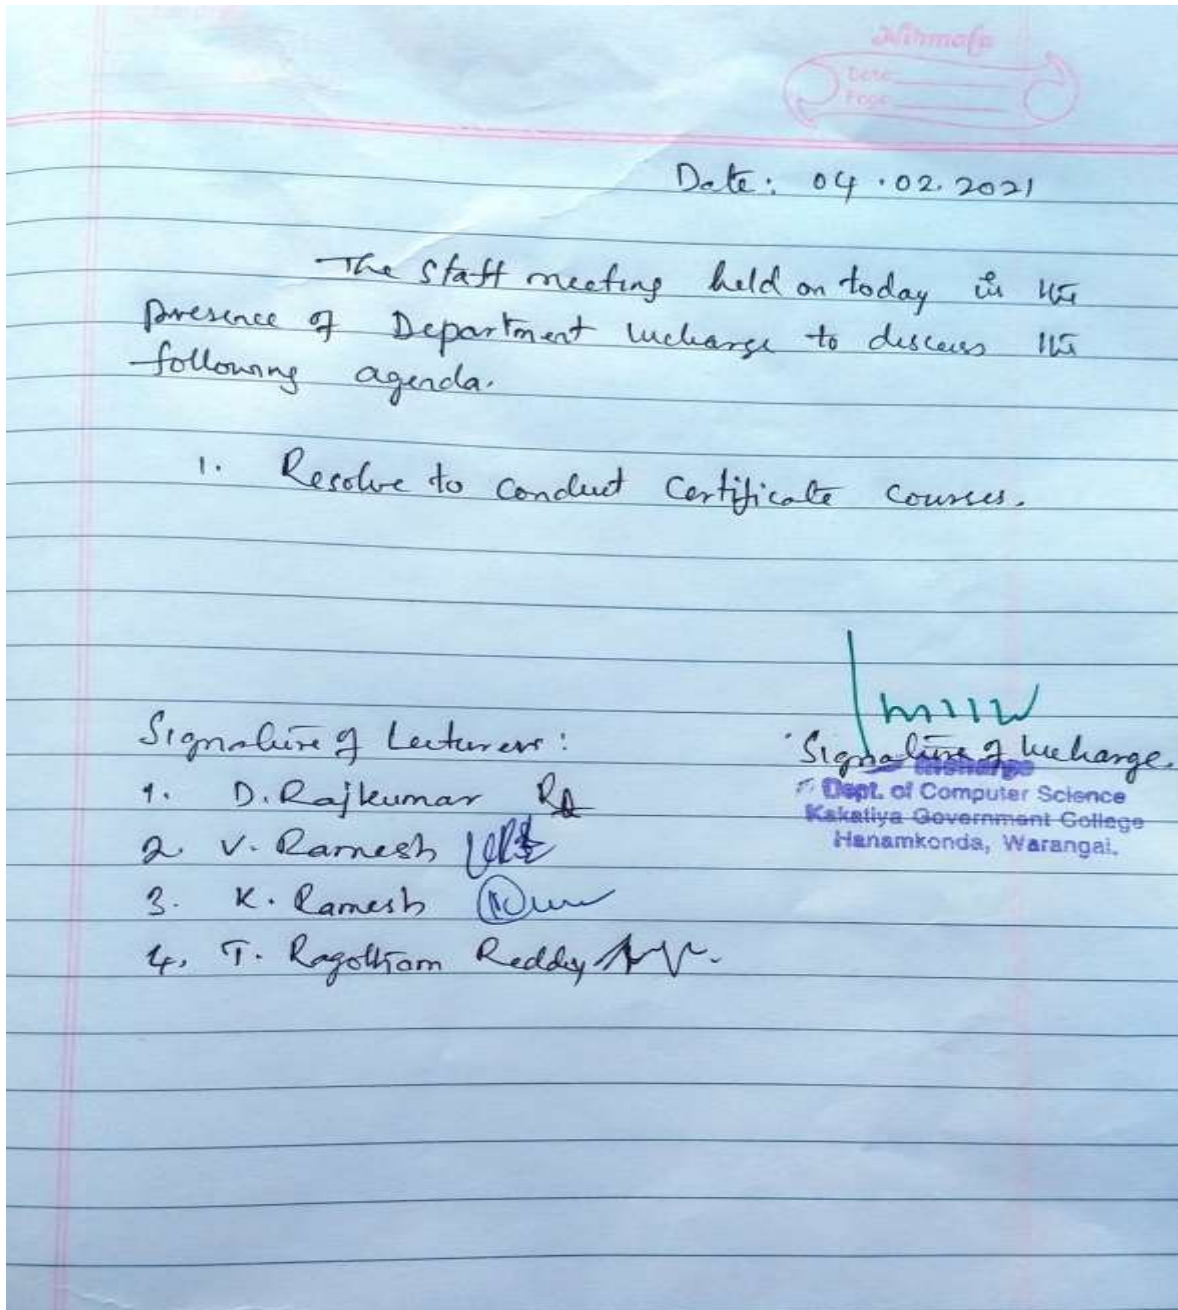 Nirmala
Date
Page
Date: 04.02.2021
The staff meeting held on today in the
presence of Department Incharge to discuss the
following agenda.
1. Resolve to conduct Certificate courses.
Signature of Lecturers:
1. D. Rajkumar
2. V. Ramesh
3. K. Ramesh
4. T. Ragotham Reddy
Signature of Incharge.
Incharge
Dept. of Computer Science
Kakatiya Government College
Hanamkonda, Warangal.